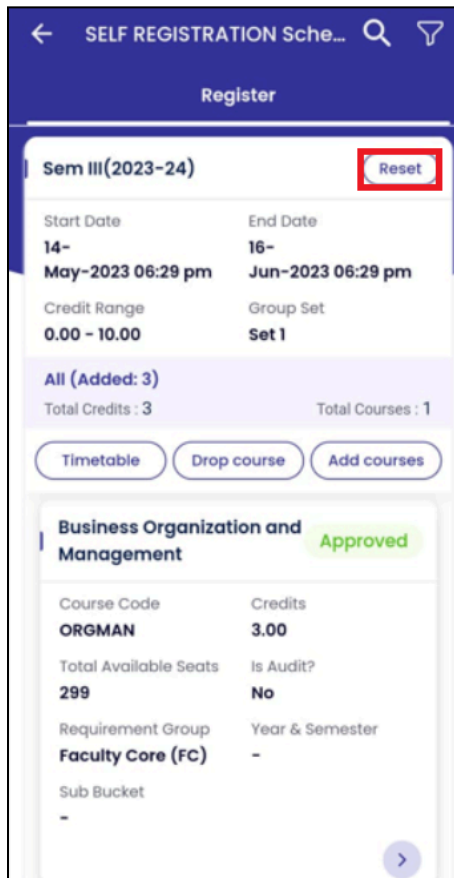 SELF REGISTRATION Sche...
Register
Sem III(2023-24)
Reset
Start Date
End Date
14-
May-2023 06:29 pm
16-
Jun-2023 06:29 pm
Credit Range
Group Set
0.00 - 10.00
Set 1
All (Added: 3)
Total Credits : 3
Total Courses : 1
Timetable
Drop course
Add courses
Business Organization and
Management
Approved
Course Code
Credits
ORGMAN
3.00
Total Available Seats
Is Audit?
299
No
Requirement Group
Year & Semester
Faculty Core (FC)
-
Sub Bucket
-